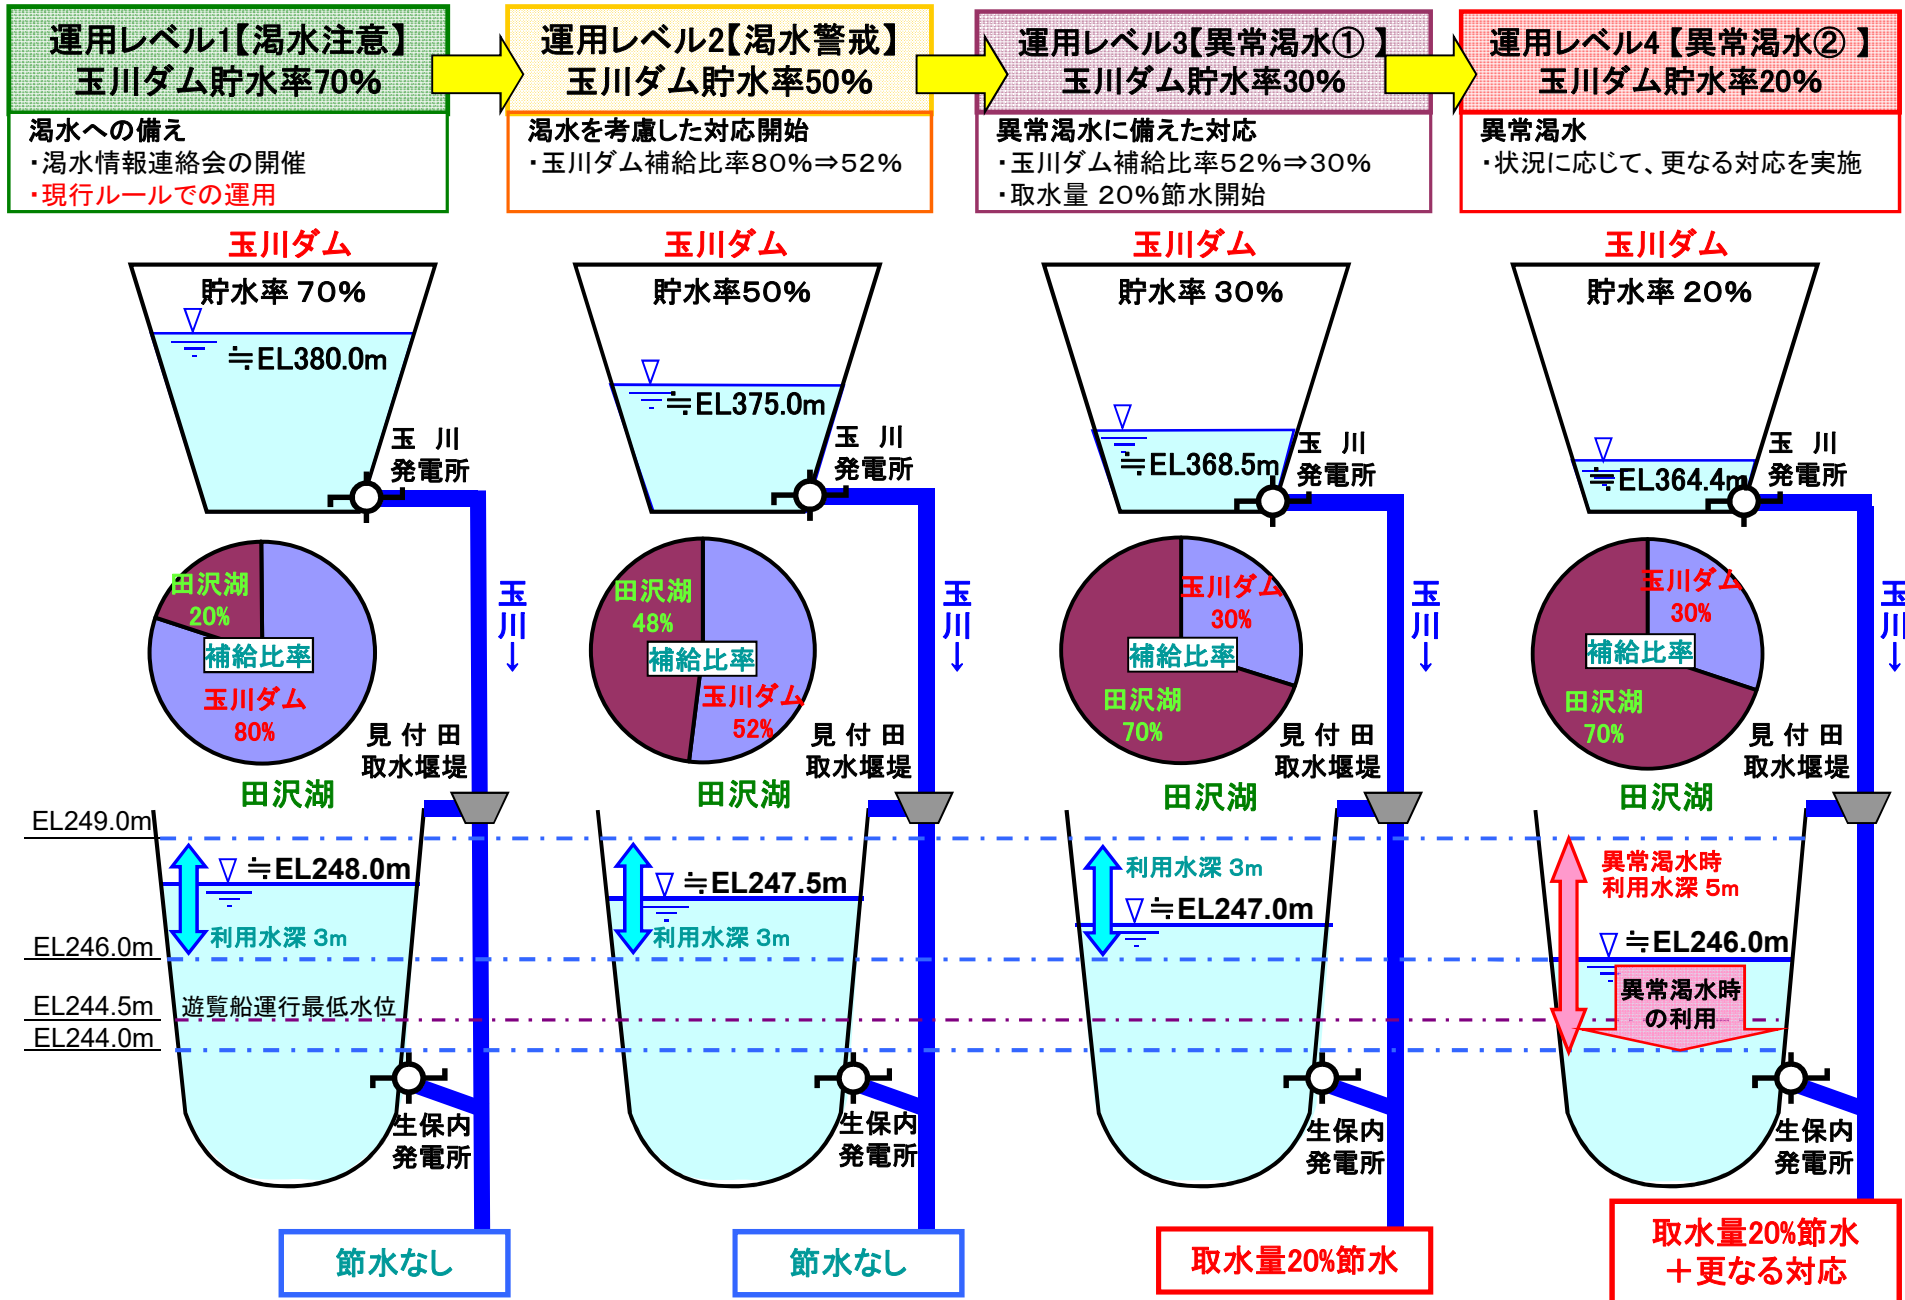 運用レベル1【渇水注意】
玉川ダム貯水率70%
渇水への備え
・渇水情報連絡会の開催
・現行ルールでの運用
運用レベル2【渇水警戒】
玉川ダム貯水率50%
渇水を考慮した対応開始
・玉川ダム補給比率80%⇒52%
運用レベル3【異常渇水① 】
玉川ダム貯水率30%
異常渇水に備えた対応
・玉川ダム補給比率52%⇒30%
・取水量 20%節水開始
運用レベル4【異常渇水② 】
玉川ダム貯水率20%
異常渇水
・状況に応じて、更なる対応を実施
玉川ダム
貯水率 70%
≒EL380.0m
玉 川
発電所
田沢湖
20%
補給比率
玉川ダム
80%
玉川→
見 付 田
取水堰堤
田沢湖
EL249.0m
≒EL248.0m
利用水深 3m
EL246.0m
EL244.5m
遊覧船運行最低水位
EL244.0m
生保内
発電所
節水なし
玉川ダム
貯水率50%
≒EL375.0m
玉 川
発電所
田沢湖
48%
補給比率
玉川ダム
52%
玉川→
見 付 田
取水堰堤
田沢湖
≒EL247.5m
利用水深 3m
生保内
発電所
節水なし
玉川ダム
貯水率 30%
≒EL368.5m
玉 川
発電所
玉川ダム
30%
補給比率
田沢湖
70%
玉川→
見 付 田
取水堰堤
田沢湖
利用水深 3m
≒EL247.0m
生保内
発電所
取水量20%節水
玉川ダム
貯水率 20%
≒EL364.4m
玉 川
発電所
玉川ダム
30%
補給比率
田沢湖
70%
玉川→
見 付 田
取水堰堤
田沢湖
異常渇水時
利用水深 5m
≒EL246.0m
異常渇水時
の利用
生保内
発電所
取水量20%節水
＋更なる対応